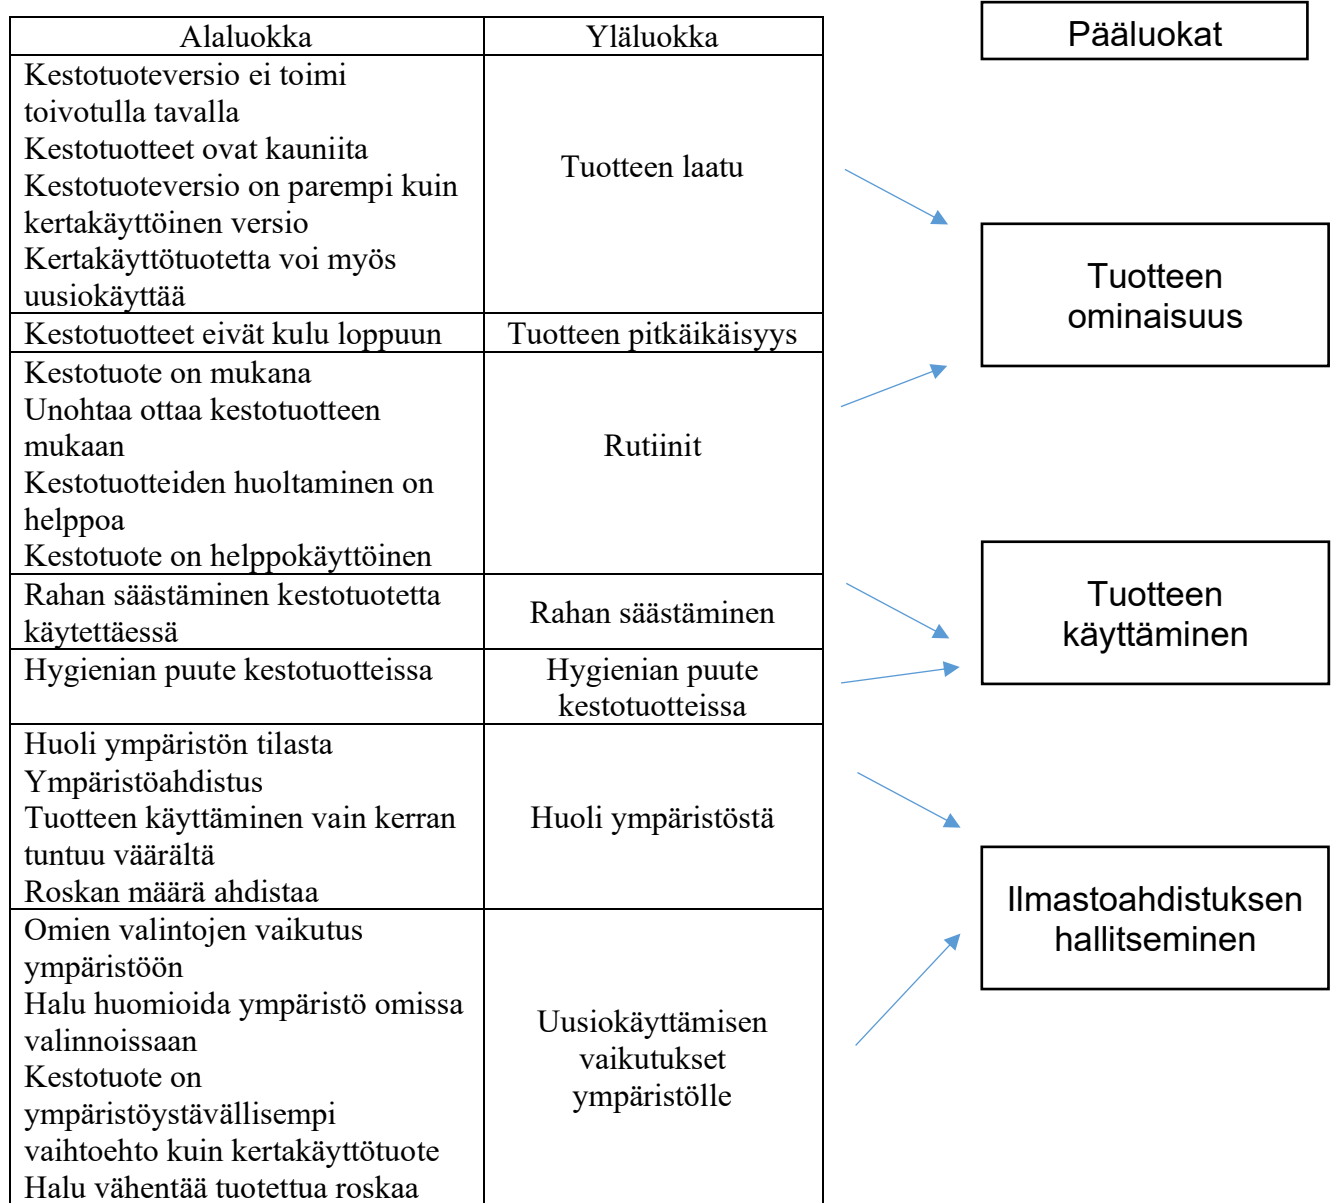 Alaluokka
Yläluokka
Pääluokat
Kestotuoteversio ei toimi
toivotulla tavalla
Kestotuotteet ovat kauniita
Kestotuoteversio on parempi kuin
kertakäyttöinen versio
Kertakäyttötuotetta voi myös
uusiokäyttää
Tuotteen laatu
Kestotuotteet eivät kulu loppuun
Tuotteen pitkäikäisyys
Tuotteen
ominaisuus
Kestotuote on mukana
Unohtaa ottaa kestotuotteen
mukaan
Kestotuotteiden huoltaminen on
helppoa
Kestotuote on helppokäyttöinen
Rutiinit
Rahan säästäminen kestotuotetta
käytettäessä
Rahan säästäminen
Tuotteen
käyttäminen
Hygienian puute kestotuotteissa
Hygienian puute
kestotuotteissa
Huoli ympäristön tilasta
Ympäristöahdistus
Tuotteen käyttäminen vain kerran
tuntuu väärältä
Roskan määrä ahdistaa
Huoli ympäristöstä
Ilmastoahdistuksen
hallitseminen
Omien valintojen vaikutus
ympäristöön
Halu huomioida ympäristö omissa
valinnoissaan
Kestotuote on
ympäristöystävällisempi
vaihtoehto kuin kertakäyttötuote
Halu vähentää tuotettua roskaa
Uusiokäyttämisen
vaikutukset
ympäristölle